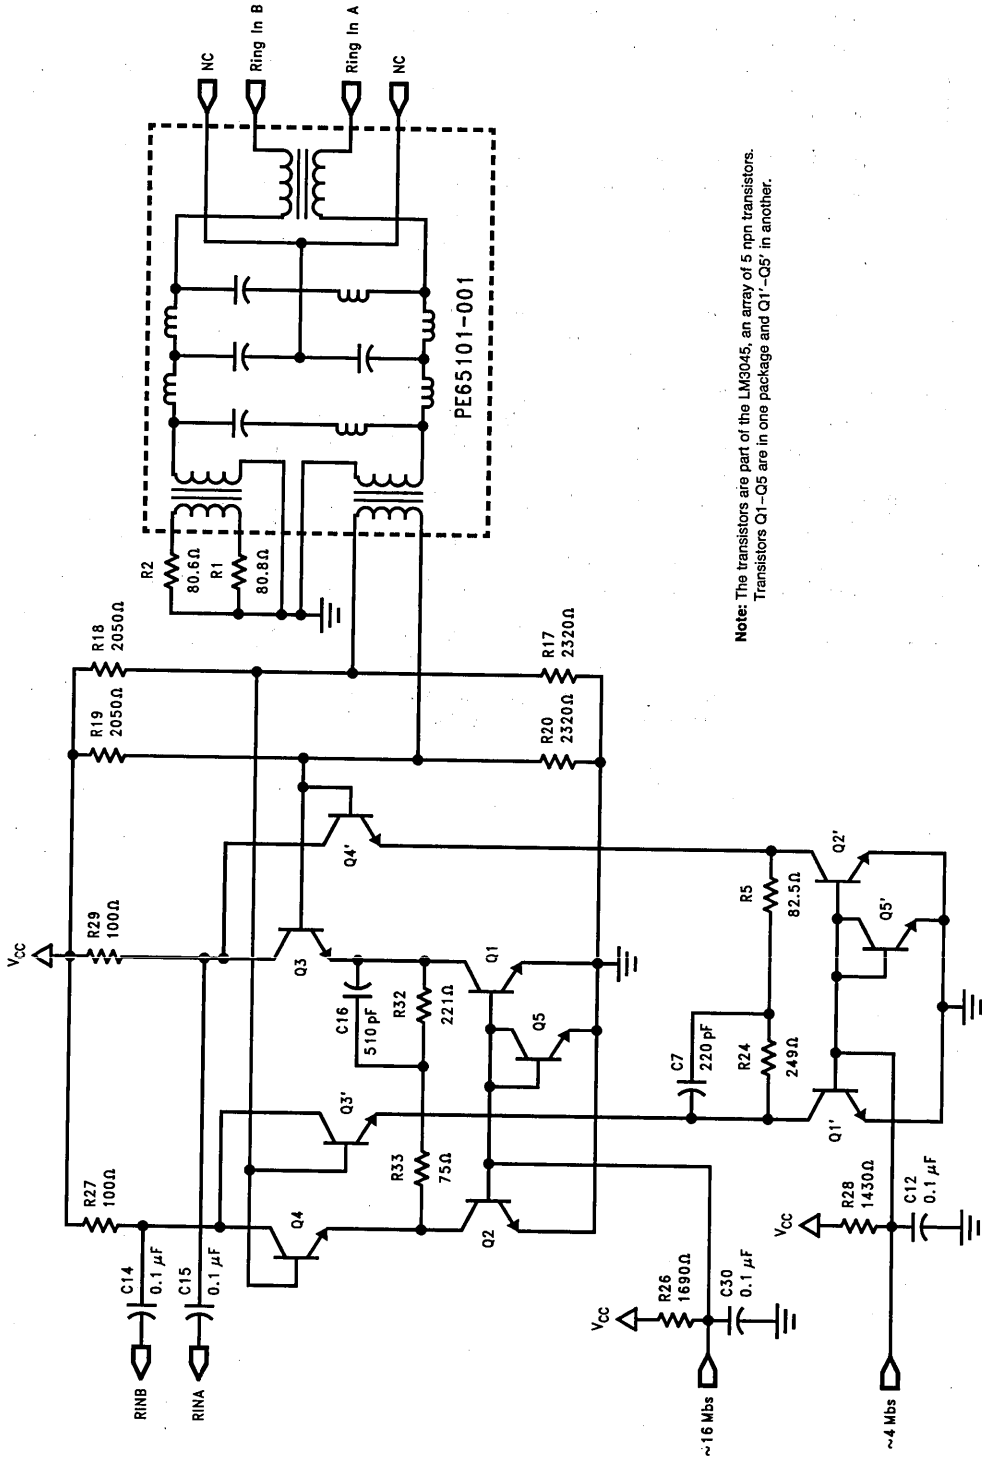 NC
Ring In B
Ring In A
NC
PE65101-001
R2
80.6Ω
R1
80.8Ω
R18
2050Ω
R19
2050Ω
R17
2320Ω
R20
2320Ω
VCC
R29
100Ω
R27
100Ω
Q4'
Q3
Q3'
Q4
C16
510 pF
R32
221Ω
R33
75Ω
Q1
Q5
Q2
C14
0.1 µF
C15
0.1 µF
RINB
RINA
R5
82.5Ω
C7
220 pF
R24
249Ω
Q2'
Q5'
Q1'
VCC
R26
1690Ω
C30
0.1 µF
~16 Mbs
VCC
R28
1430Ω
C12
0.1 µF
~4 Mbs
Note: The transistors are part of the LM3045, an array of 5 npn transistors.
Transistors Q1–Q5 are in one package and Q1'–Q5' in another.